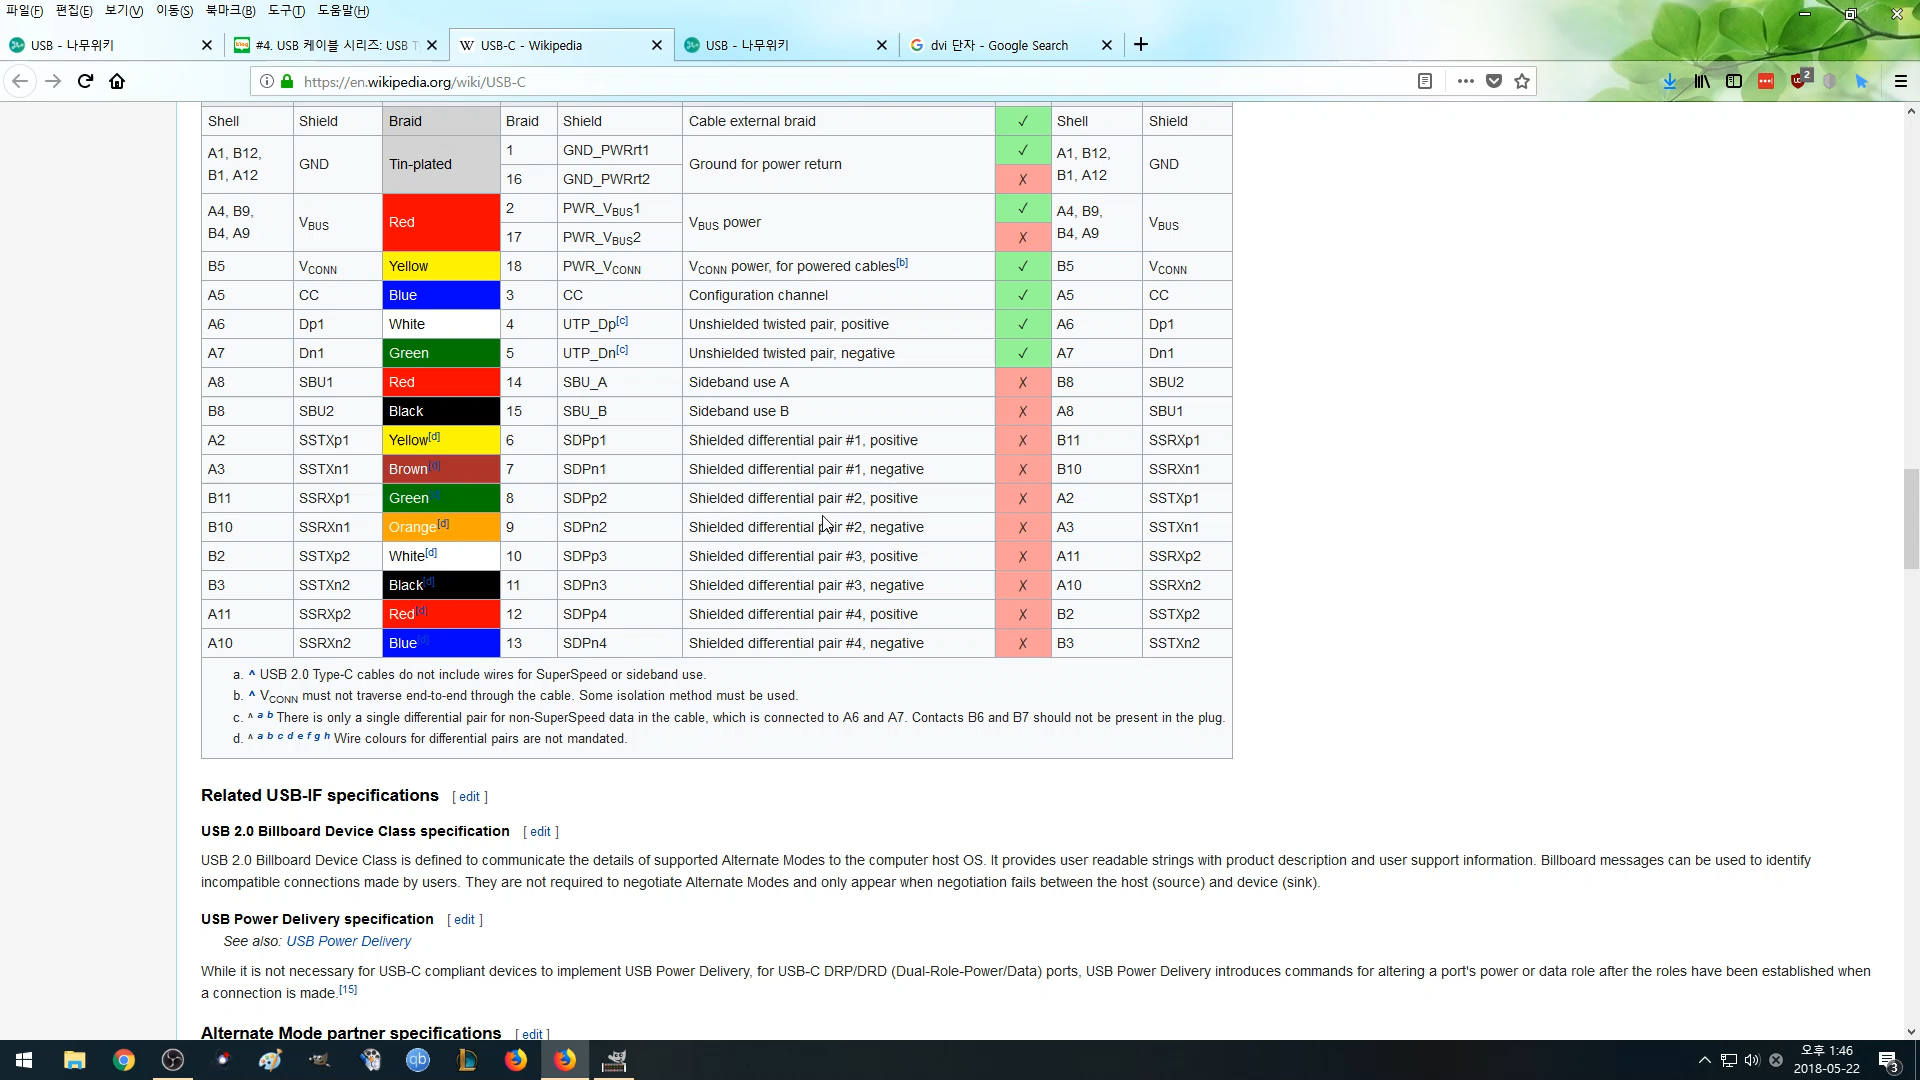 파일(F) 편집(E) 보기(V) 이동(S) 북마크(B) 도구(T) 도움말(H)
USB - 나무위키 #4. USB 케이블 시리즈: USB T USB-C - Wikipedia USB - 나무위키 dvi 단자 - Google Search
https://en.wikipedia.org/wiki/USB-C 2
Shell Shield Braid Braid Shield Cable external braid ✓ Shell Shield
A1, B12, B1, A12 GND Tin-plated 1 GND_PWRrt1 Ground for power return ✓ A1, B12, B1, A12 GND
16 GND_PWRrt2 ✗
A4, B9, B4, A9 VBUS Red 2 PWR_VBUS1 VBUS power ✓ A4, B9, B4, A9 VBUS
17 PWR_VBUS2 ✗
B5 VCONN Yellow 18 PWR_VCONN VCONN power, for powered cables[b] ✓ B5 VCONN
A5 CC Blue 3 CC Configuration channel ✓ A5 CC
A6 Dp1 White 4 UTP_Dp[c] Unshielded twisted pair, positive ✓ A6 Dp1
A7 Dn1 Green 5 UTP_Dn[c] Unshielded twisted pair, negative ✓ A7 Dn1
A8 SBU1 Red 14 SBU_A Sideband use A ✗ B8 SBU2
B8 SBU2 Black 15 SBU_B Sideband use B ✗ A8 SBU1
A2 SSTXp1 Yellow[d] 6 SDPp1 Shielded differential pair #1, positive ✗ B11 SSRXp1
A3 SSTXn1 Brown[d] 7 SDPn1 Shielded differential pair #1, negative ✗ B10 SSRXn1
B11 SSRXp1 Green[d] 8 SDPp2 Shielded differential pair #2, positive ✗ A2 SSTXp1
B10 SSRXn1 Orange[d] 9 SDPn2 Shielded differential pair #2, negative ✗ A3 SSTXn1
B2 SSTXp2 White[d] 10 SDPp3 Shielded differential pair #3, positive ✗ A11 SSRXp2
B3 SSTXn2 Black[d] 11 SDPn3 Shielded differential pair #3, negative ✗ A10 SSRXn2
A11 SSRXp2 Red[d] 12 SDPp4 Shielded differential pair #4, positive ✗ B2 SSTXp2
A10 SSRXn2 Blue[d] 13 SDPn4 Shielded differential pair #4, negative ✗ B3 SSTXn2
a. ^ USB 2.0 Type-C cables do not include wires for SuperSpeed or sideband use.
b. ^ VCONN must not traverse end-to-end through the cable. Some isolation method must be used.
c. ^ a b There is only a single differential pair for non-SuperSpeed data in the cable, which is connected to A6 and A7. Contacts B6 and B7 should not be present in the plug.
d. ^ a b c d e f g h Wire colours for differential pairs are not mandated.
Related USB-IF specifications [ edit ]
USB 2.0 Billboard Device Class specification [ edit ]
USB 2.0 Billboard Device Class is defined to communicate the details of supported Alternate Modes to the computer host OS. It provides user readable strings with product description and user support information. Billboard messages can be used to identify
incompatible connections made by users. They are not required to negotiate Alternate Modes and only appear when negotiation fails between the host (source) and device (sink).
USB Power Delivery specification [ edit ]
See also: USB Power Delivery
While it is not necessary for USB-C compliant devices to implement USB Power Delivery, for USB-C DRP/DRD (Dual-Role-Power/Data) ports, USB Power Delivery introduces commands for altering a port's power or data role after the roles have been established when
a connection is made.[15]
Alternate Mode partner specifications [ edit ]
qb 오후 1:46
2018-05-22 3